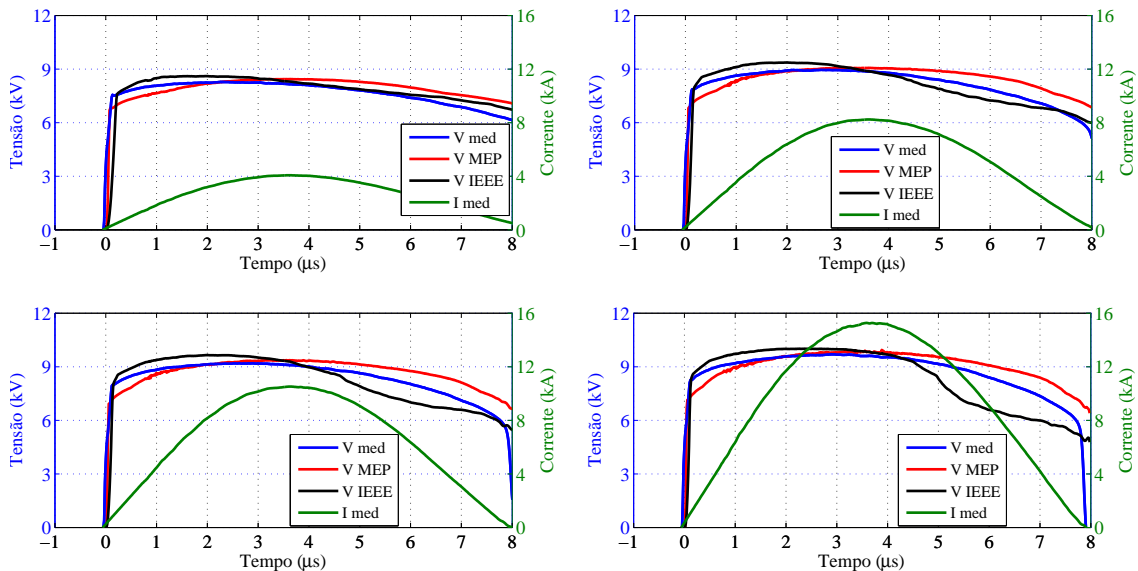 12
9
6
3
0
Tensão (kV)
16
12
8
4
0
Corrente (kA)
V med
V MEP
V IEEE
I med
−1 0 1 2 3 4 5 6 7 8
Tempo (μs)
12
9
6
3
0
Tensão (kV)
16
12
8
4
0
Corrente (kA)
V med
V MEP
V IEEE
I med
−1 0 1 2 3 4 5 6 7 8
Tempo (μs)
12
9
6
3
0
Tensão (kV)
16
12
8
4
0
Corrente (kA)
V med
V MEP
V IEEE
I med
−1 0 1 2 3 4 5 6 7 8
Tempo (μs)
12
9
6
3
0
Tensão (kV)
16
12
8
4
0
Corrente (kA)
V med
V MEP
V IEEE
I med
−1 0 1 2 3 4 5 6 7 8
Tempo (μs)